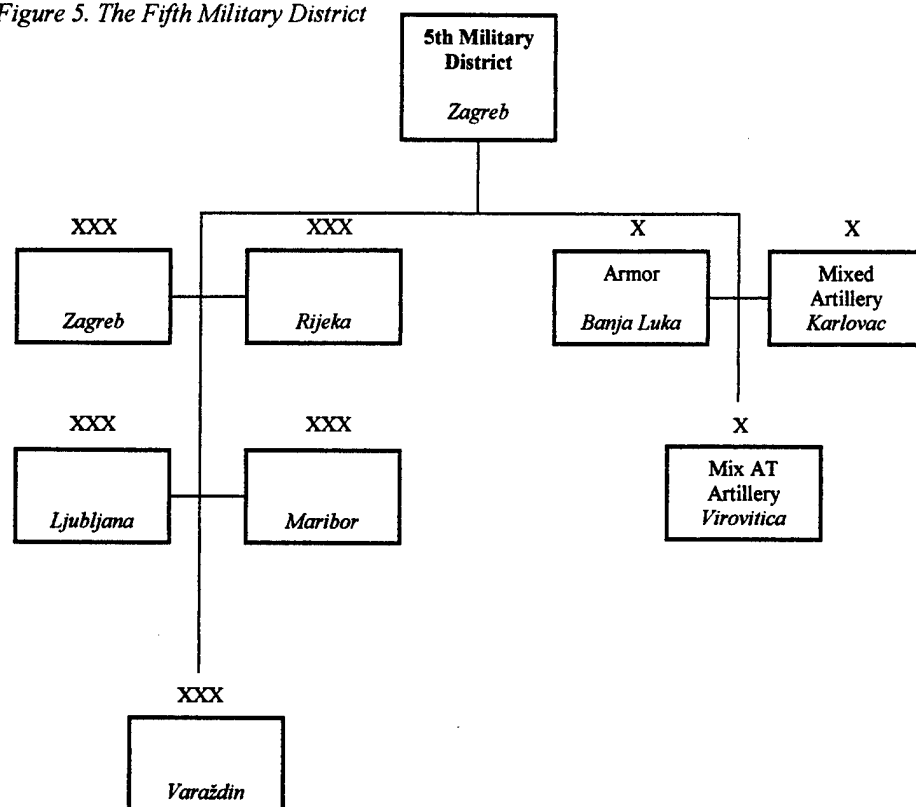 Figure 5. The Fifth Military District
5th Military
District
Zagreb
XXX
XXX
X
X
Zagreb
Rijeka
Armor
Banja Luka
Mixed
Artillery
Karlovac
XXX
XXX
X
Ljubljana
Maribor
Mix AT
Artillery
Virovitica
XXX
Varaždin